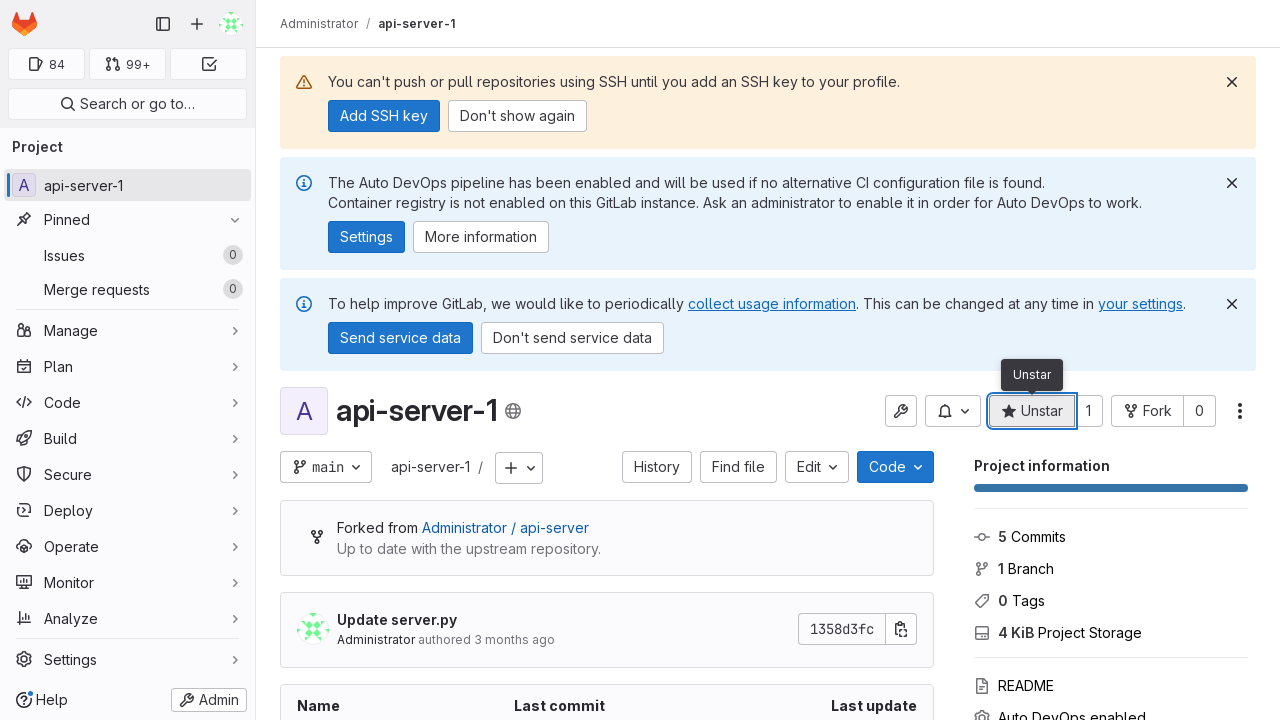 Administrator / api-server-1
84
99+
Search or go to…
Project
A api-server-1
Pinned
Issues 0
Merge requests 0
Manage
Plan
Code
Build
Secure
Deploy
Operate
Monitor
Analyze
Settings
Help
Admin
You can't push or pull repositories using SSH until you add an SSH key to your profile.
Add SSH key Don't show again
The Auto DevOps pipeline has been enabled and will be used if no alternative CI configuration file is found.
Container registry is not enabled on this GitLab instance. Ask an administrator to enable it in order for Auto DevOps to work.
Settings More information
To help improve GitLab, we would like to periodically collect usage information. This can be changed at any time in your settings.
Send service data Don't send service data
Unstar
A api-server-1
Unstar 1 Fork 0
main api-server-1 / History Find file Edit Code
Forked from Administrator / api-server
Up to date with the upstream repository.
Update server.py
Administrator authored 3 months ago
1358d3fc
Name Last commit Last update
Project information
5 Commits
1 Branch
0 Tags
4 KiB Project Storage
README
Auto DevOps enabled